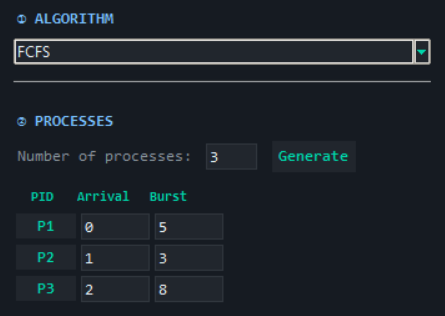 ① ALGORITHM
FCFS
② PROCESSES
Number of processes: 3 Generate
PID Arrival Burst
P1 0 5
P2 1 3
P3 2 8